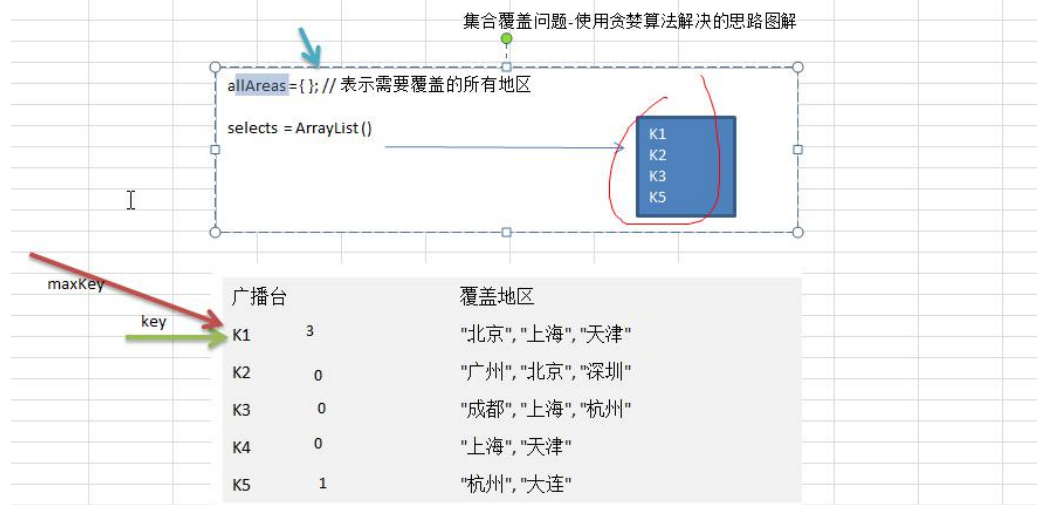 集合覆盖问题-使用贪婪算法解决的思路图解
allAreas={ }; // 表示需要覆盖的所有地区
selects = ArrayList()
K1
K2
K3
K5
maxKey
key
广播台 覆盖地区
K1 3 "北京", "上海", "天津"
K2 0 "广州", "北京", "深圳"
K3 0 "成都", "上海", "杭州"
K4 0 "上海", "天津"
K5 1 "杭州", "大连"